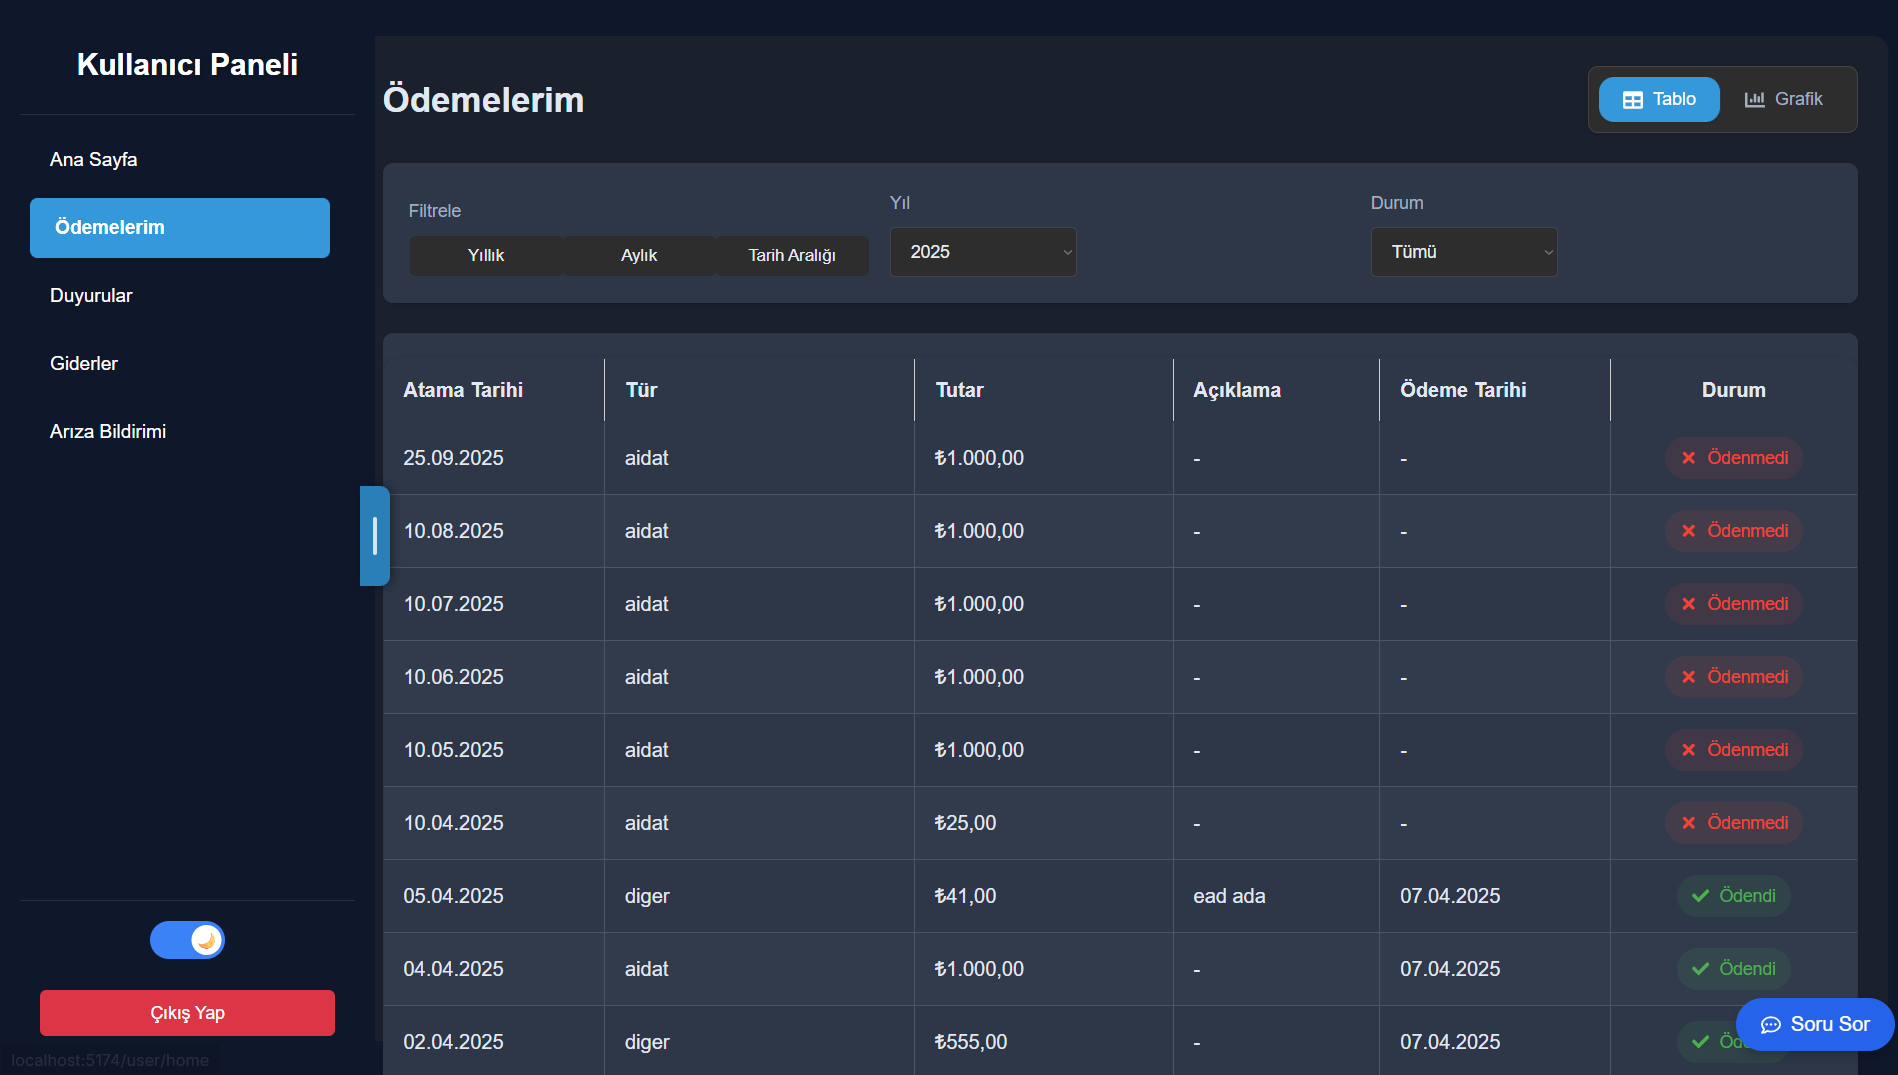 Kullanıcı Paneli
Ana Sayfa
Ödemelerim
Duyurular
Giderler
Arıza Bildirimi
Çıkış Yap
localhost:5174/user/home
Ödemelerim
Tablo Grafik
Filtrele
Yıllık Aylık Tarih Aralığı
Yıl
2025
Durum
Tümü
Atama Tarihi Tür Tutar Açıklama Ödeme Tarihi Durum
25.09.2025 aidat ₺1.000,00 - - Ödenmedi
10.08.2025 aidat ₺1.000,00 - - Ödenmedi
10.07.2025 aidat ₺1.000,00 - - Ödenmedi
10.06.2025 aidat ₺1.000,00 - - Ödenmedi
10.05.2025 aidat ₺1.000,00 - - Ödenmedi
10.04.2025 aidat ₺25,00 - - Ödenmedi
05.04.2025 diger ₺41,00 ead ada 07.04.2025 Ödendi
04.04.2025 aidat ₺1.000,00 - 07.04.2025 Ödendi
02.04.2025 diger ₺555,00 - 07.04.2025
Soru Sor